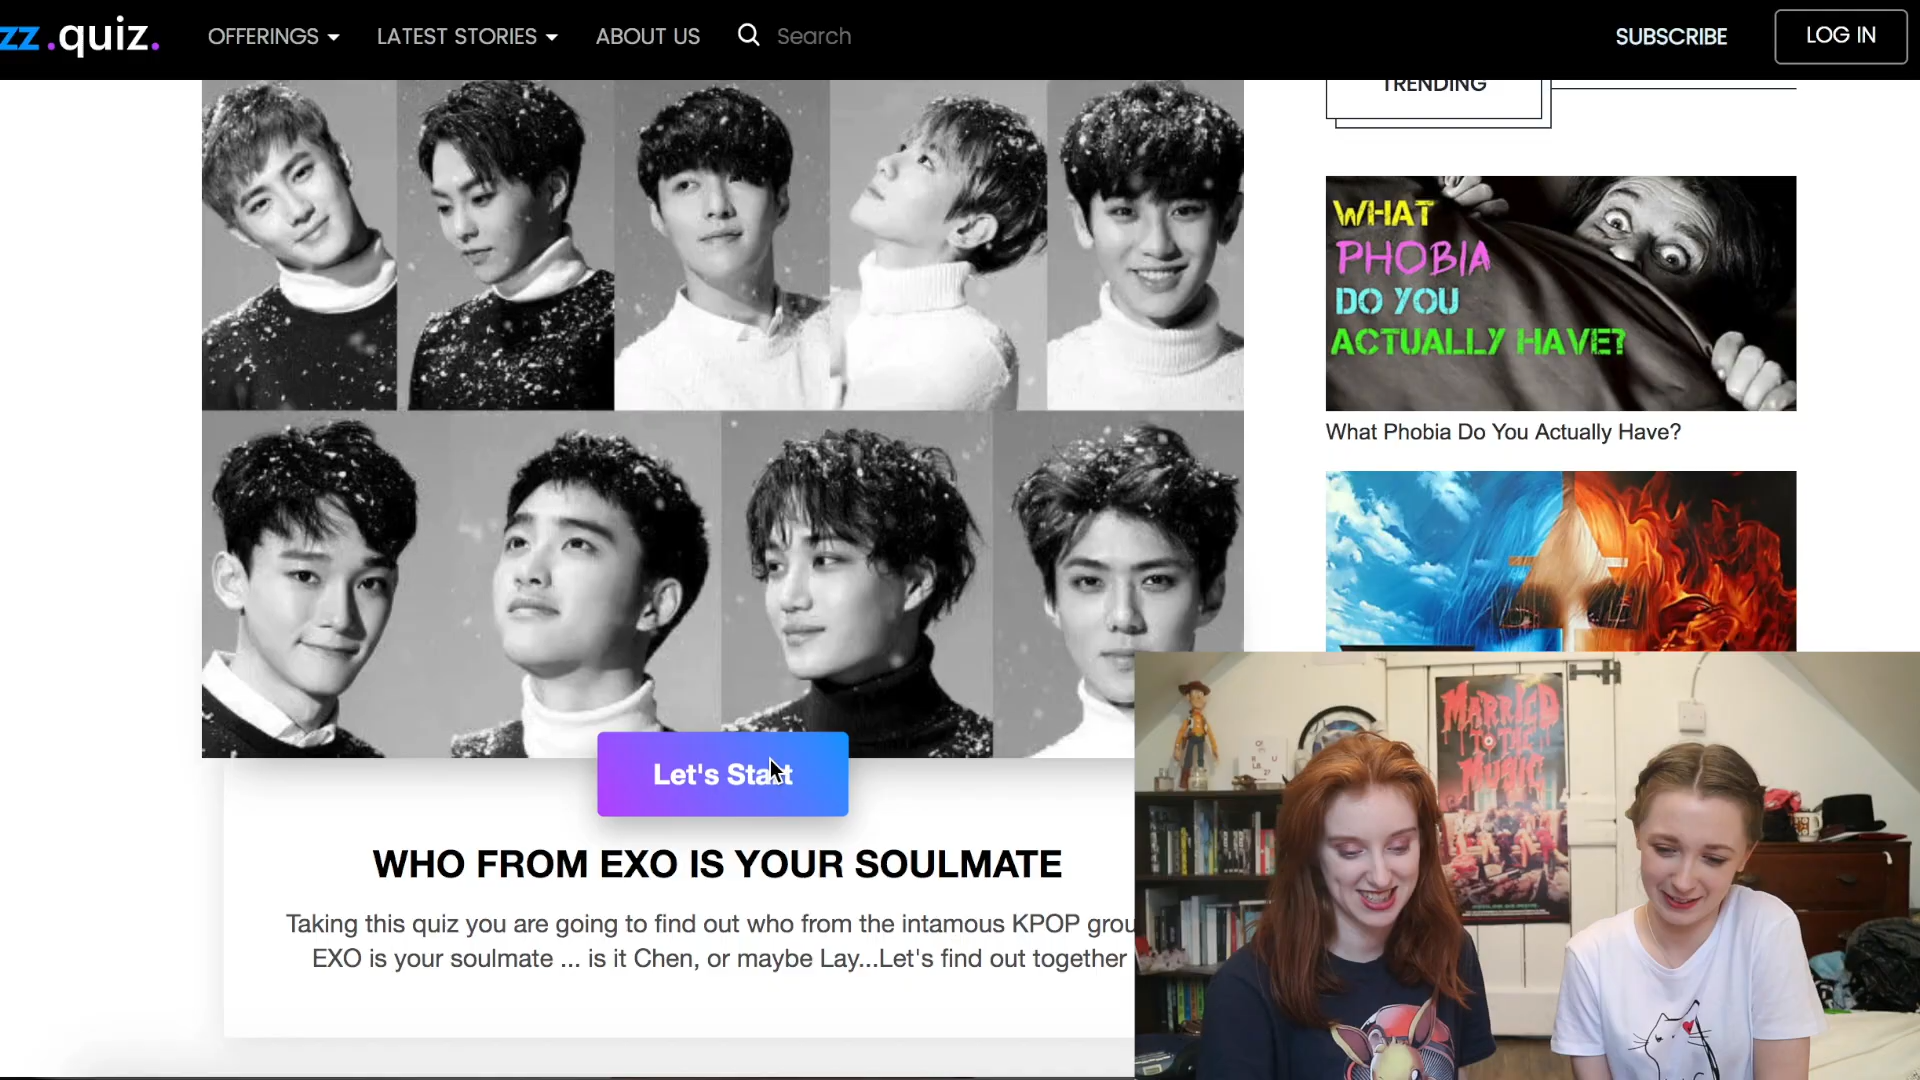 zz.quiz.
OFFERINGS
LATEST STORIES
ABOUT US
Search
SUBSCRIBE
LOG IN
TRENDING
WHAT
PHOBIA
DO YOU
ACTUALLY HAVE?
What Phobia Do You Actually Have?
Let's Start
WHO FROM EXO IS YOUR SOULMATE
Taking this quiz you are going to find out who from the intamous KPOP grou
EXO is your soulmate ... is it Chen, or maybe Lay...Let's find out together
MARRIED
TO THE
MUSIC